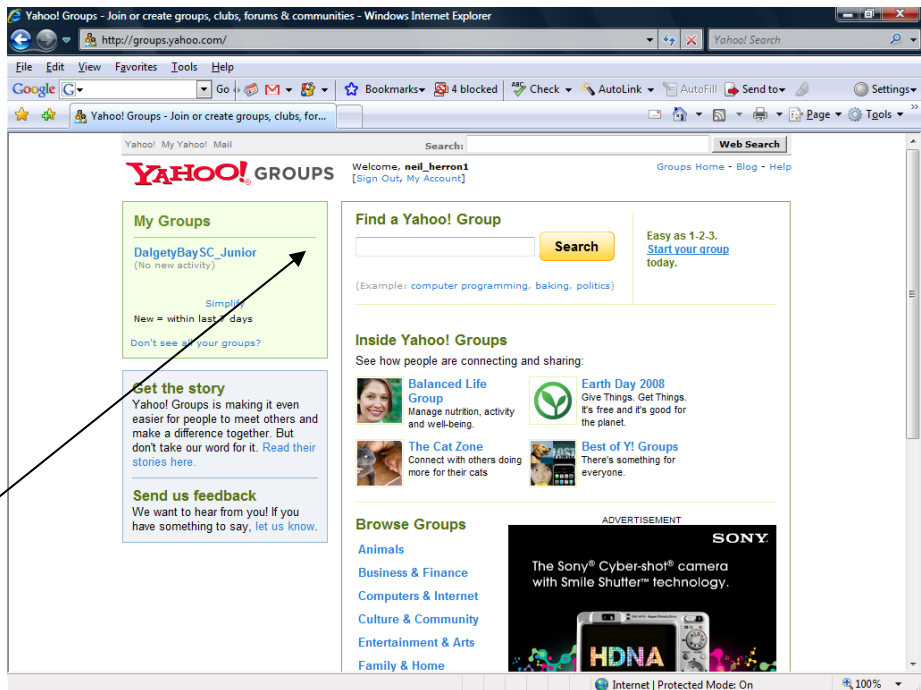 Yahoo! Groups - Join or create groups, clubs, forums & communities - Windows Internet Explorer
http://groups.yahoo.com/
Yahoo! Search
File Edit View Favorites Tools Help
Google G Go Bookmarks 4 blocked ABC Check AutoLink AutoFill Send to Settings
Yahoo! Groups - Join or create groups, clubs, for...
Page Tools
Yahoo! My Yahoo! Mail
Search:
Web Search
YAHOO! GROUPS
Welcome, neil_herron1
[Sign Out, My Account]
Groups Home - Blog - Help
My Groups
DalgetyBaySC_Junior
(No new activity)
Simplify
New = within last 7 days
Don't see all your groups?
Get the story
Yahoo! Groups is making it even
easier for people to meet others and
make a difference together. But
don't take our word for it. Read their
stories here.
Send us feedback
We want to hear from you! If you
have something to say, let us know.
Find a Yahoo! Group
Search
(Example: computer programming, baking, politics)
Easy as 1-2-3.
Start your group
today.
Inside Yahoo! Groups
See how people are connecting and sharing:
Balanced Life
Group
Manage nutrition, activity
and well-being.
Earth Day 2008
Give Things. Get Things.
It's free and it's good for
the planet.
The Cat Zone
Connect with others doing
more for their cats
Best of Y! Groups
There's something for
everyone.
Browse Groups
Animals
Business & Finance
Computers & Internet
Culture & Community
Entertainment & Arts
Family & Home
ADVERTISEMENT
SONY
The Sony® Cyber-shot® camera
with Smile Shutter™ technology.
HDNA
Internet | Protected Mode: On
100%